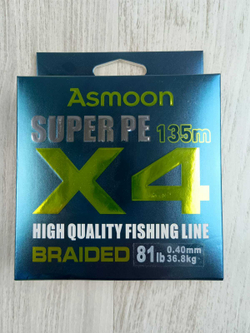 Asmoon
SUPER PE 135m
X4
HIGH QUALITY FISHING LINE
BRAIDED 81lb 0.40mm
36.8kg